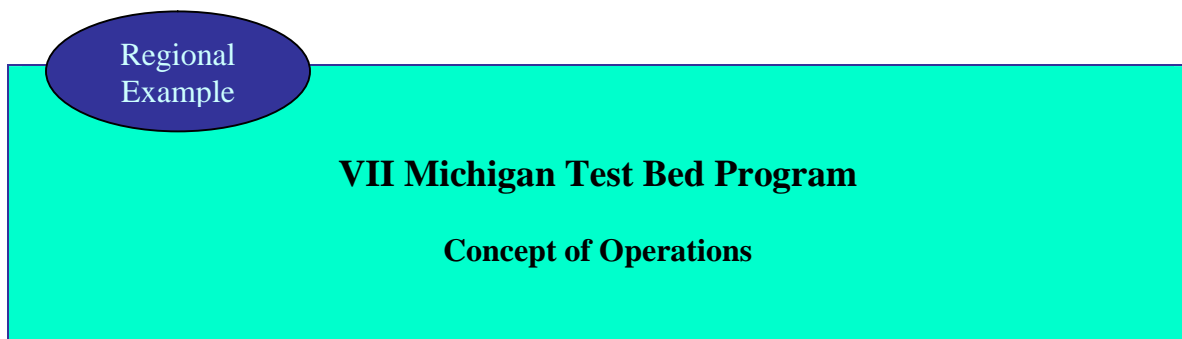 Regional
Example
VII Michigan Test Bed Program
Concept of Operations